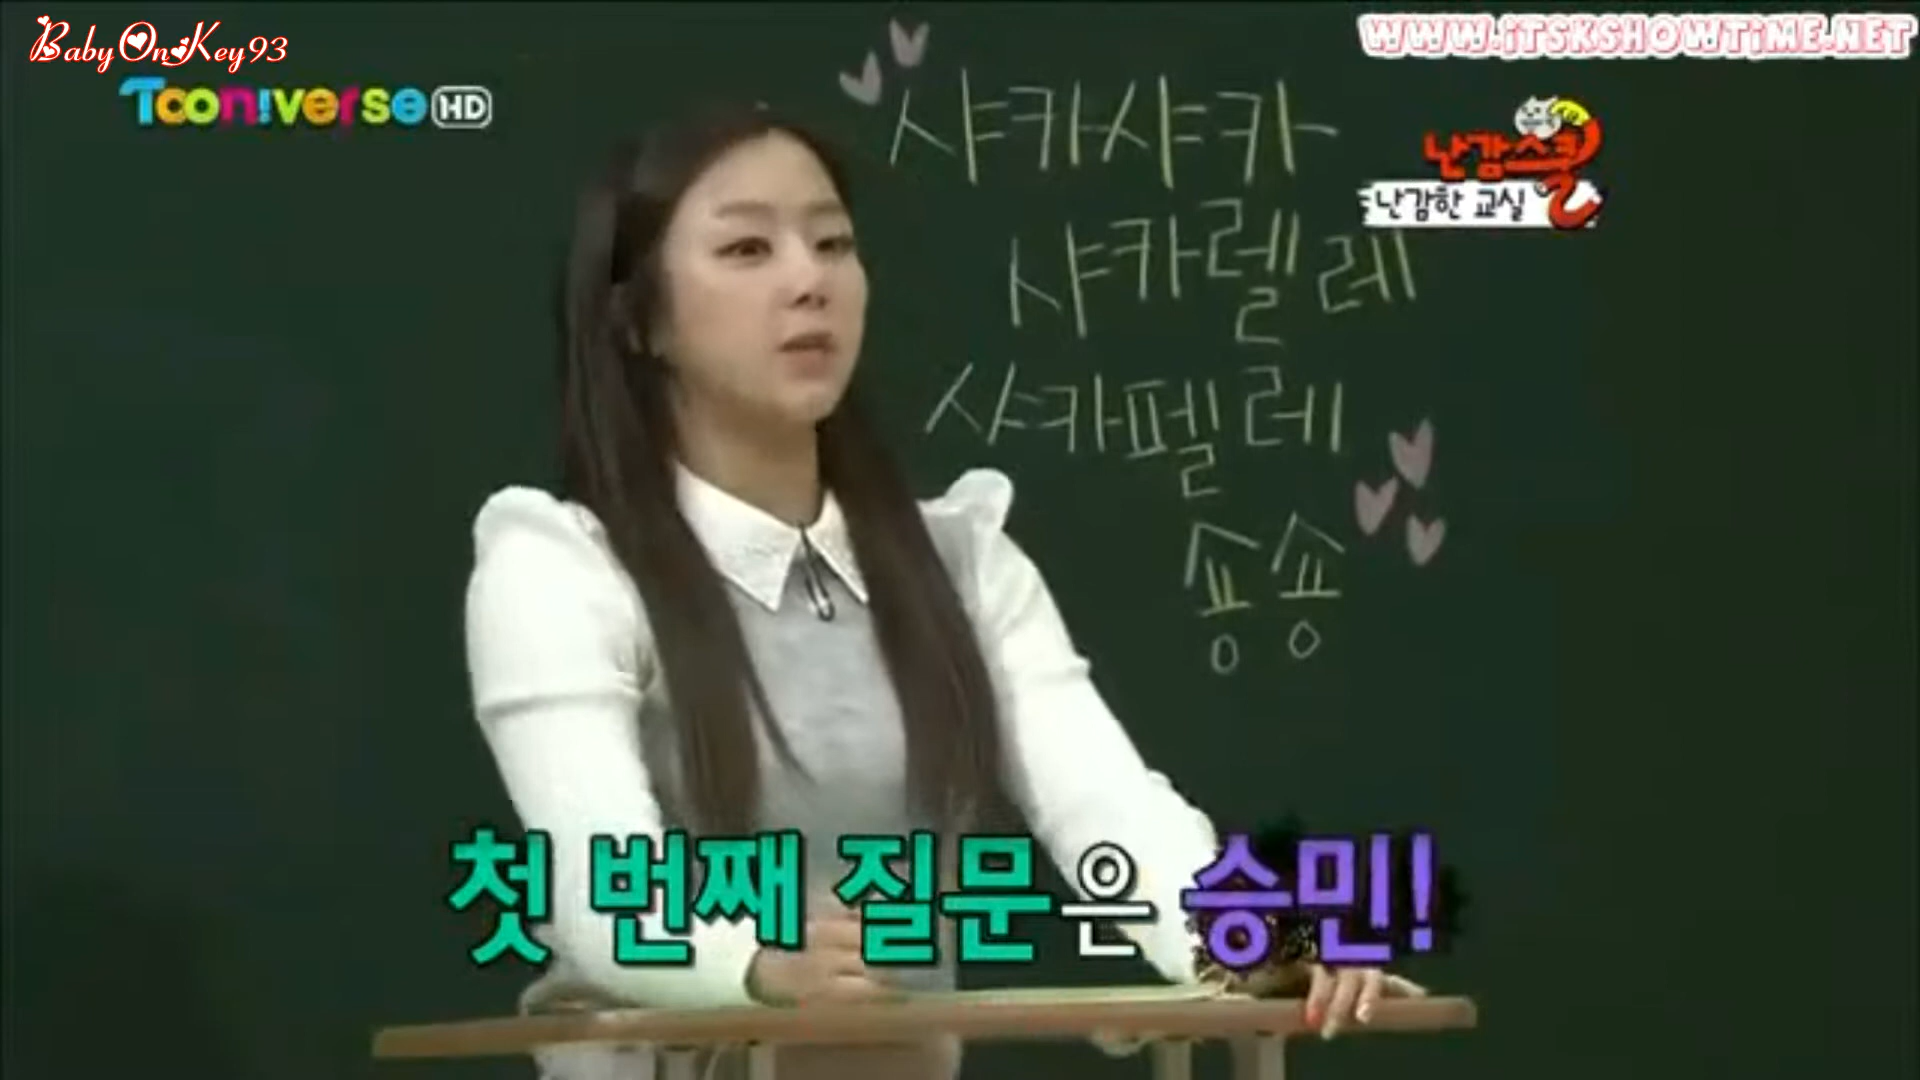 BabyOnKey93
WWW.iTSKSHOWTiME.NET
Tooniverse HD
난감스쿨
난감한 교실
샤카샤카
샤카렐레
샤카펠레
숑숑
첫 번째 질문은 승민!